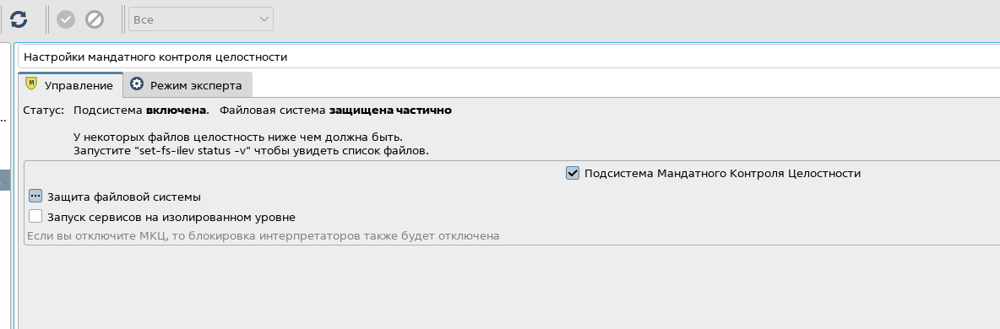 Все
Настройки мандатного контроля целостности
Управление Режим эксперта
Статус: Подсистема включена. Файловая система защищена частично
У некоторых файлов целостность ниже чем должна быть.
Запустите "set-fs-ilev status -v" чтобы увидеть список файлов.
Подсистема Мандатного Контроля Целостности
Защита файловой системы
Запуск сервисов на изолированном уровне
Если вы отключите МКЦ, то блокировка интерпретаторов также будет отключена